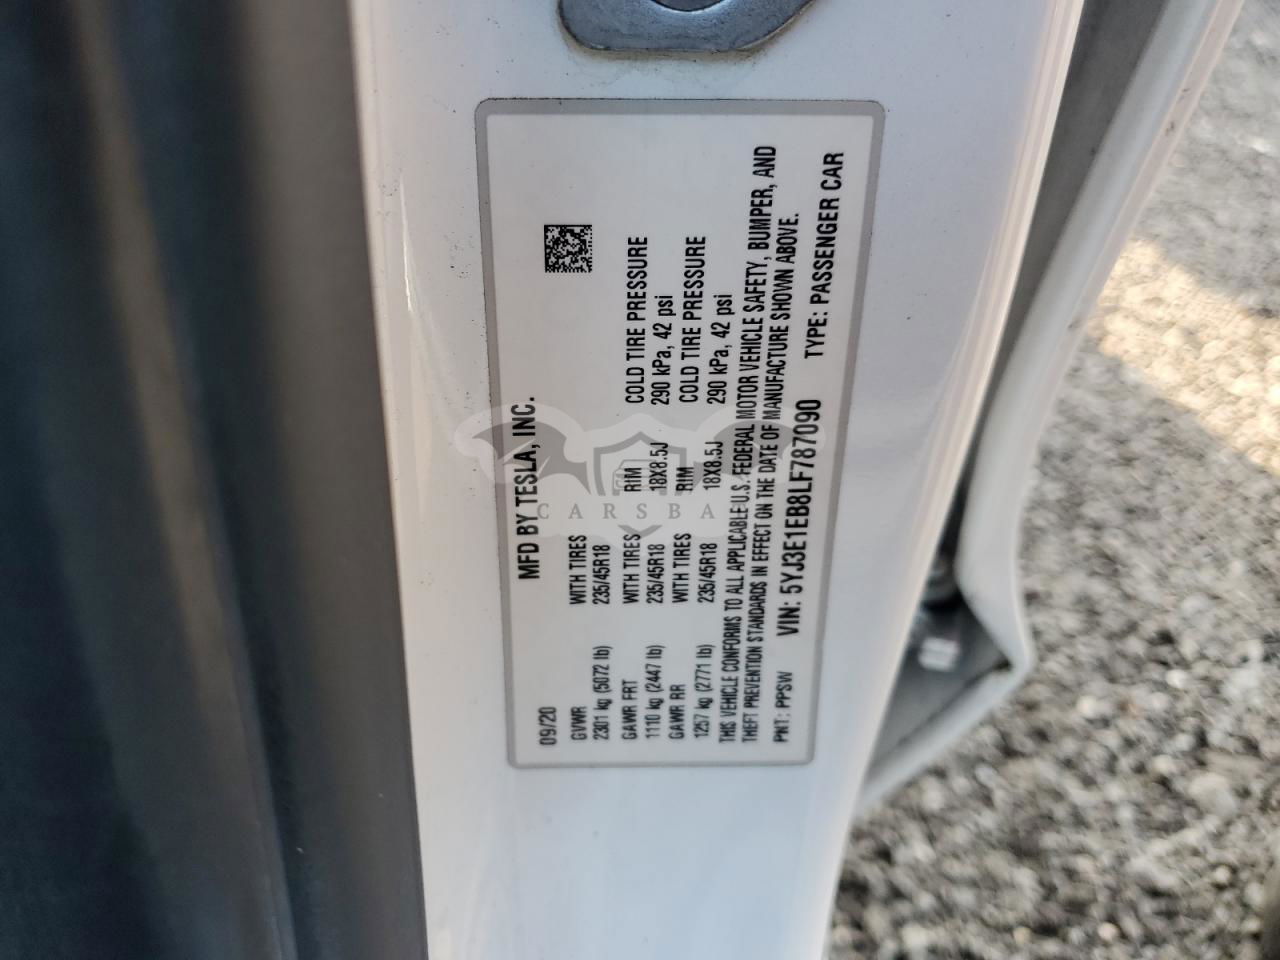 MFD BY TESLA, INC.
09/20
GVWR WITH TIRES
2301 kg (5072 lb) 235/45R18
GAWR FRT WITH TIRES RIM COLD TIRE PRESSURE
1110 kg (2447 lb) 235/45R18 18X8.5J 290 kPa, 42 psi
GAWR RR WITH TIRES RIM COLD TIRE PRESSURE
1257 kg (2771 lb) 235/45R18 18X8.5J 290 kPa, 42 psi
THIS VEHICLE CONFORMS TO ALL APPLICABLE U.S. FEDERAL MOTOR VEHICLE SAFETY, BUMPER, AND
THEFT PREVENTION STANDARDS IN EFFECT ON THE DATE OF MANUFACTURE SHOWN ABOVE.
PNT: PPSW VIN: 5YJ3E1EB8LF787090 TYPE: PASSENGER CAR
CARSBA